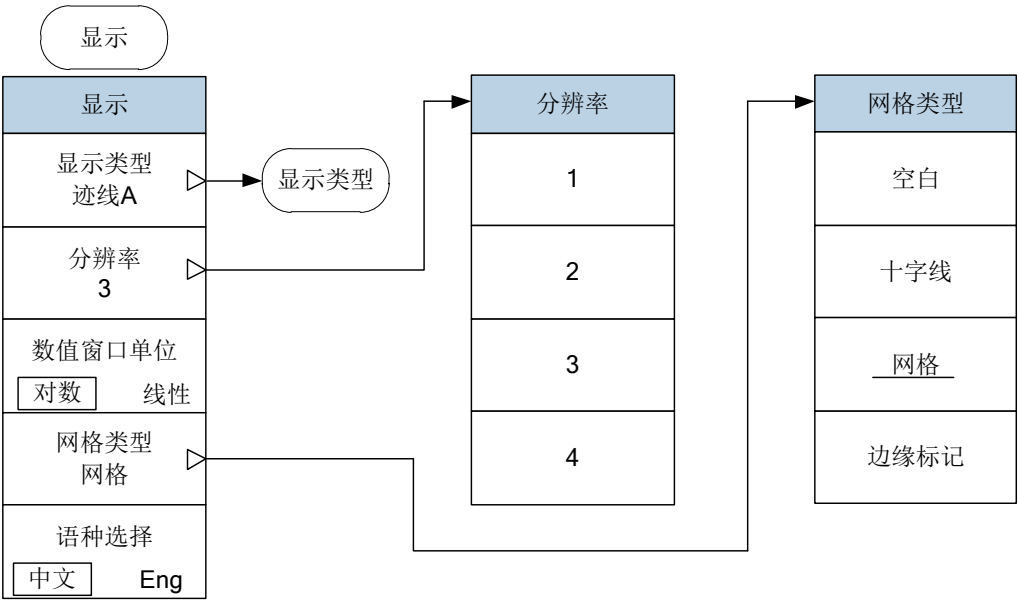 显示
显示
显示类型
迹线A
显示类型
分辨率
3
数值窗口单位
对数 线性
网格类型
网格
语种选择
中文 Eng
分辨率
1
2
3
4
网格类型
空白
十字线
网格
边缘标记